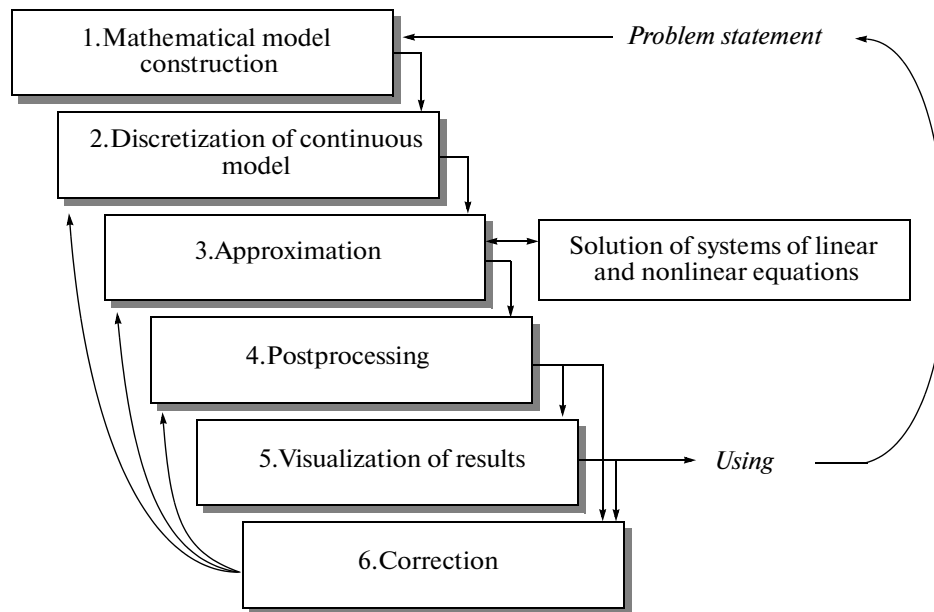 1.Mathematical model
construction
Problem statement
2.Discretization of continuous
model
3.Approximation
Solution of systems of linear
and nonlinear equations
4.Postprocessing
5.Visualization of results
Using
6.Correction